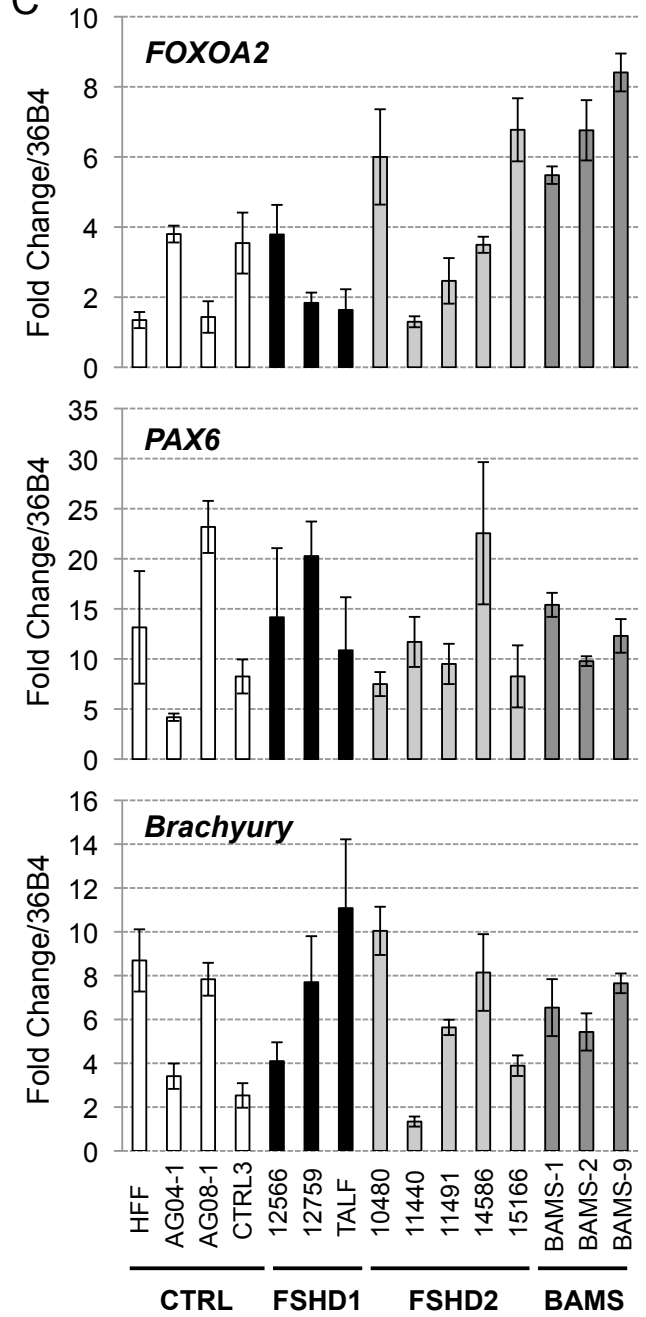 C
FOXOA2
Fold Change/36B4
10
8
6
4
2
0
PAX6
Fold Change/36B4
35
30
25
20
15
10
5
0
Brachyury
Fold Change/36B4
16
14
12
10
8
6
4
2
0
HFF
AG04-1
AG08-1
CTRL3
12566
12759
TALF
10480
11440
11491
14586
15166
BAMS-1
BAMS-2
BAMS-9
CTRL FSHD1 FSHD2 BAMS